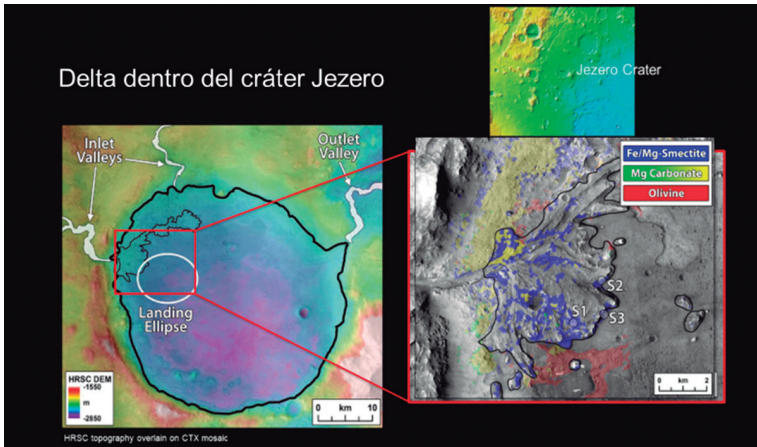 Delta dentro del cráter Jezero
Jezero Crater
Inlet
Valleys
Outlet
Valley
Landing
Ellipse
HRSC DEM
-1550
m
-2850
km
0 10
HRSC topography overlain on CTX mosaic
Fe/Mg-Smectite
Mg Carbonate
Olivine
S2
S1
S3
km
0 2